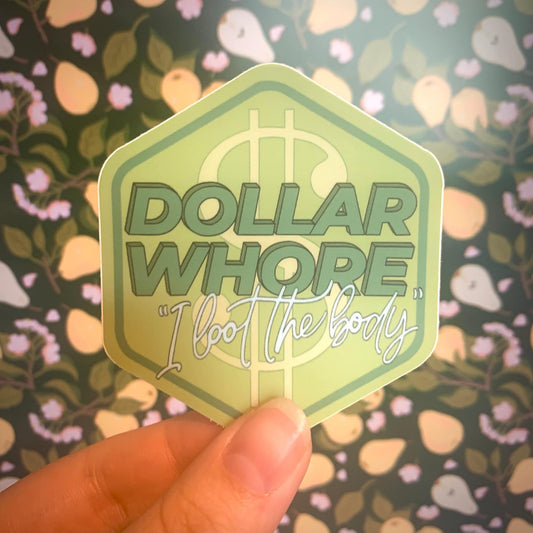 DOLLAR
WHORE
"I loot the body"